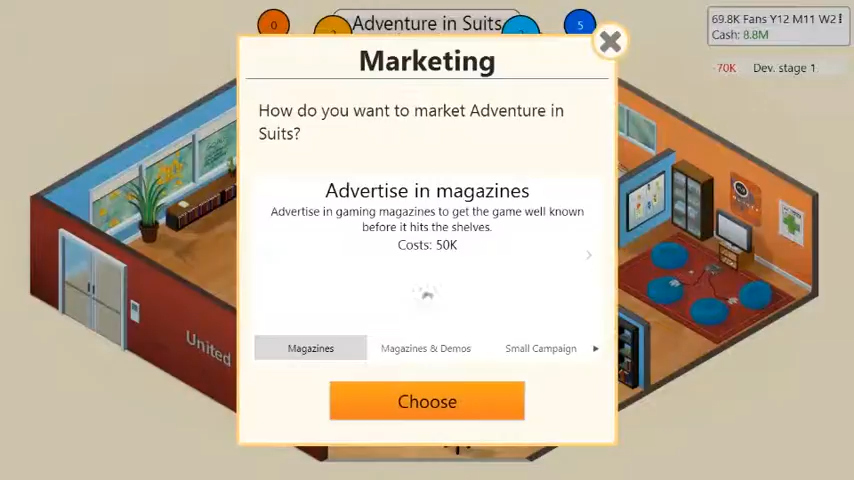 0
Adventure in Suits
5
69.8K Fans Y12 M11 W2
Cash: 8.8M
-70K Dev. stage 1
Marketing
How do you want to market Adventure in
Suits?
Advertise in magazines
Advertise in gaming magazines to get the game well known
before it hits the shelves.
Costs: 50K
Magazines
Magazines & Demos
Small Campaign
Choose
United